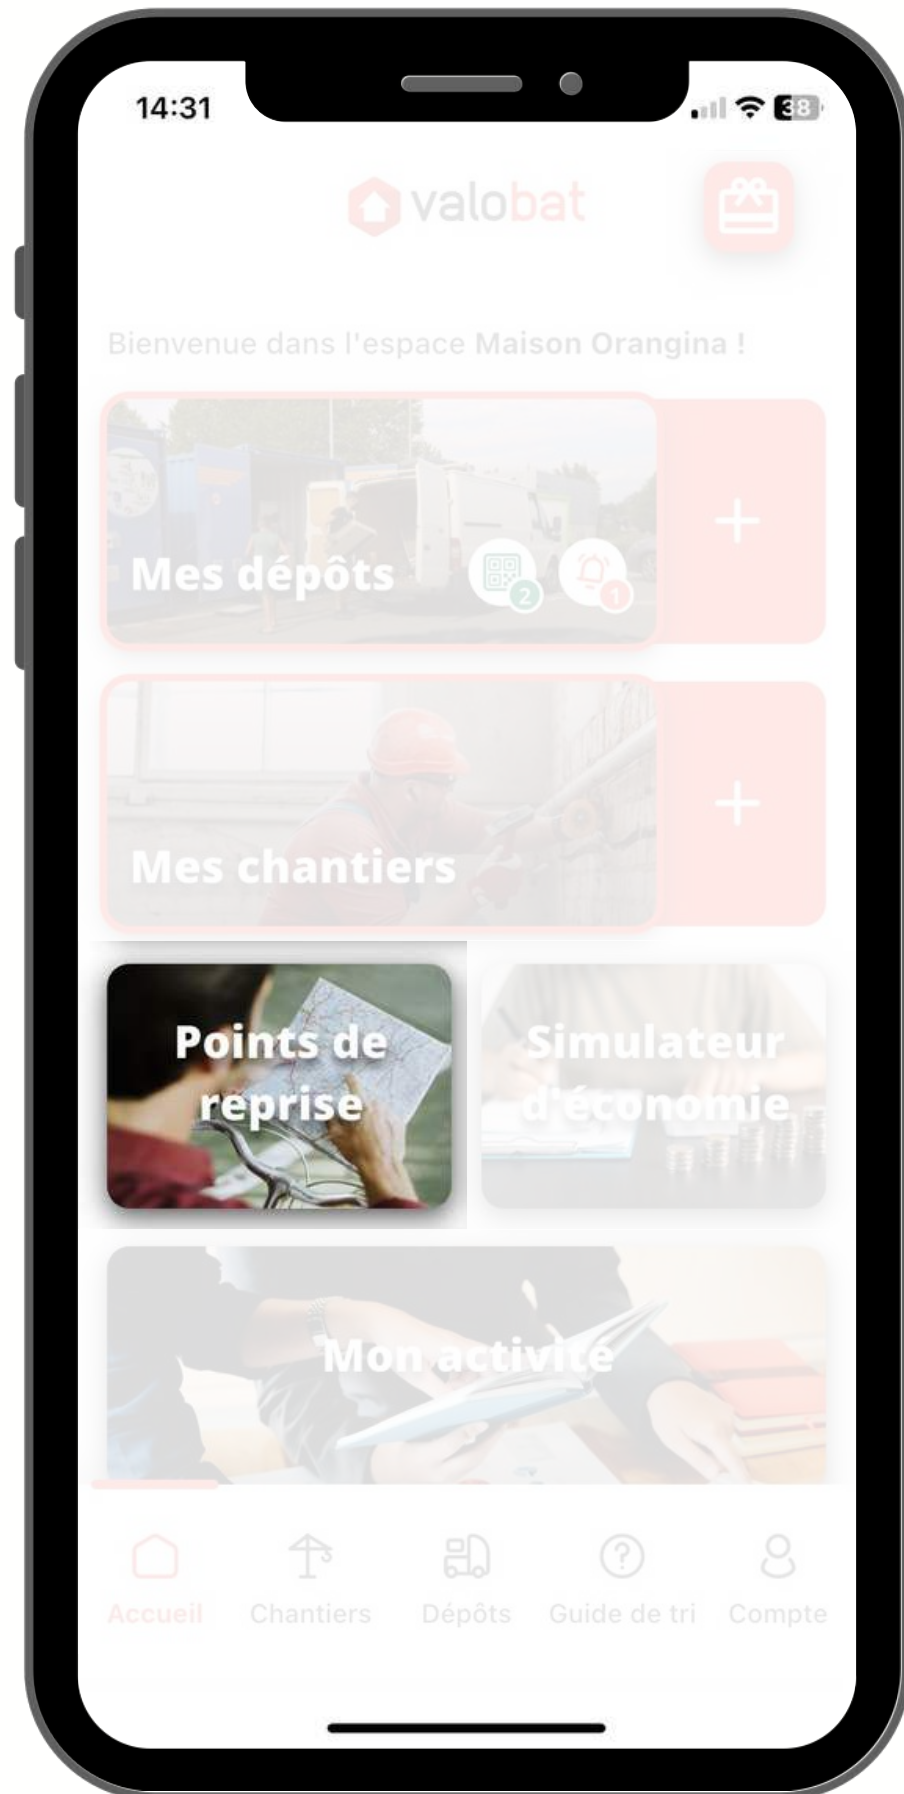 14:31
38
valobat
Bienvenue dans l'espace Maison Orangina !
+
Mes dépôts
2
1
+
Mes chantiers
Points de
reprise
Simulateur
d'économie
Mon activité
?
Accueil
Chantiers
Dépôts
Guide de tri
Compte